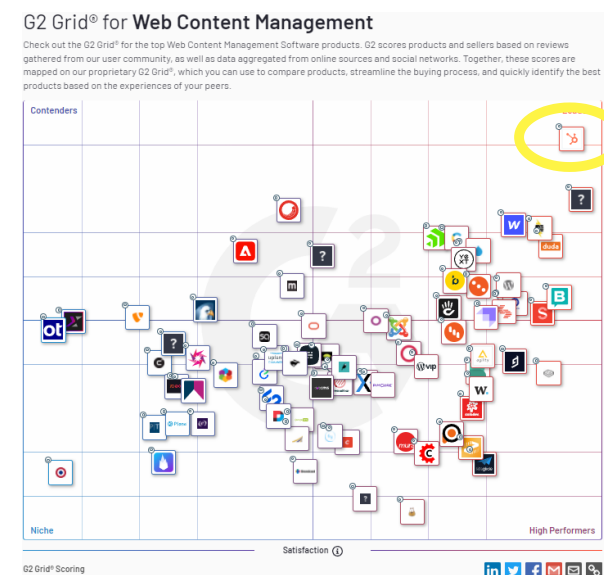 G2 Grid® for Web Content Management
Check out the G2 Grid® for the top Web Content Management Software products. G2 scores products and sellers based on reviews
gathered from our user community, as well as data aggregated from online sources and social networks. Together, these scores are
mapped on our proprietary G2 Grid®, which you can use to compare products, streamline the buying process, and quickly identify the best
products based on the experiences of your peers.
Contenders
duda
YEXT
ot
vip
Niche
High Performers
Satisfaction
G2 Grid® Scoring